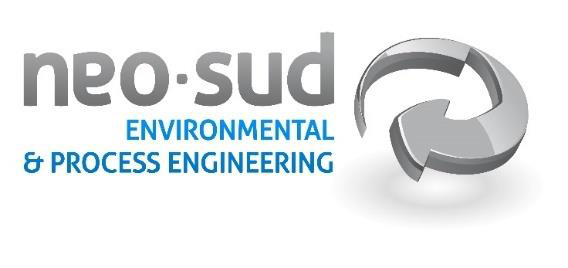 neo·sud
ENVIRONMENTAL
& PROCESS ENGINEERING